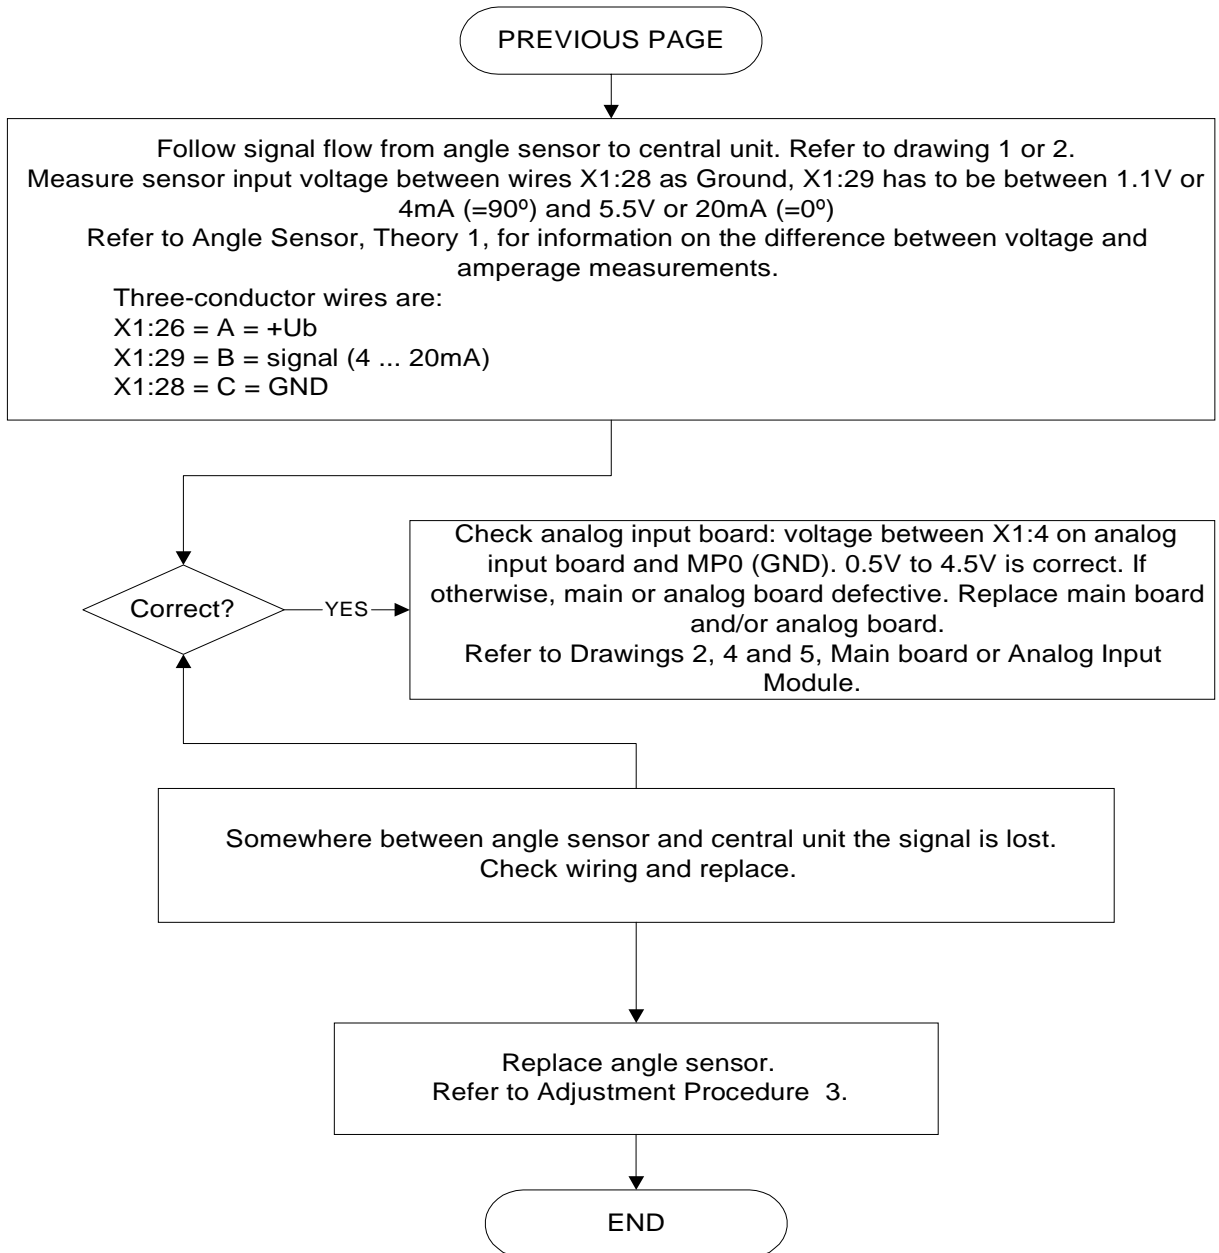 PREVIOUS PAGE
Follow signal flow from angle sensor to central unit. Refer to drawing 1 or 2.
Measure sensor input voltage between wires X1:28 as Ground, X1:29 has to be between 1.1V or
4mA (=90º) and 5.5V or 20mA (=0º)
Refer to Angle Sensor, Theory 1, for information on the difference between voltage and
amperage measurements.
Three-conductor wires are:
X1:26 = A = +Ub
X1:29 = B = signal (4 ... 20mA)
X1:28 = C = GND
Correct?
YES
Check analog input board: voltage between X1:4 on analog
input board and MP0 (GND). 0.5V to 4.5V is correct. If
otherwise, main or analog board defective. Replace main board
and/or analog board.
Refer to Drawings 2, 4 and 5, Main board or Analog Input
Module.
Somewhere between angle sensor and central unit the signal is lost.
Check wiring and replace.
Replace angle sensor.
Refer to Adjustment Procedure  3.
END